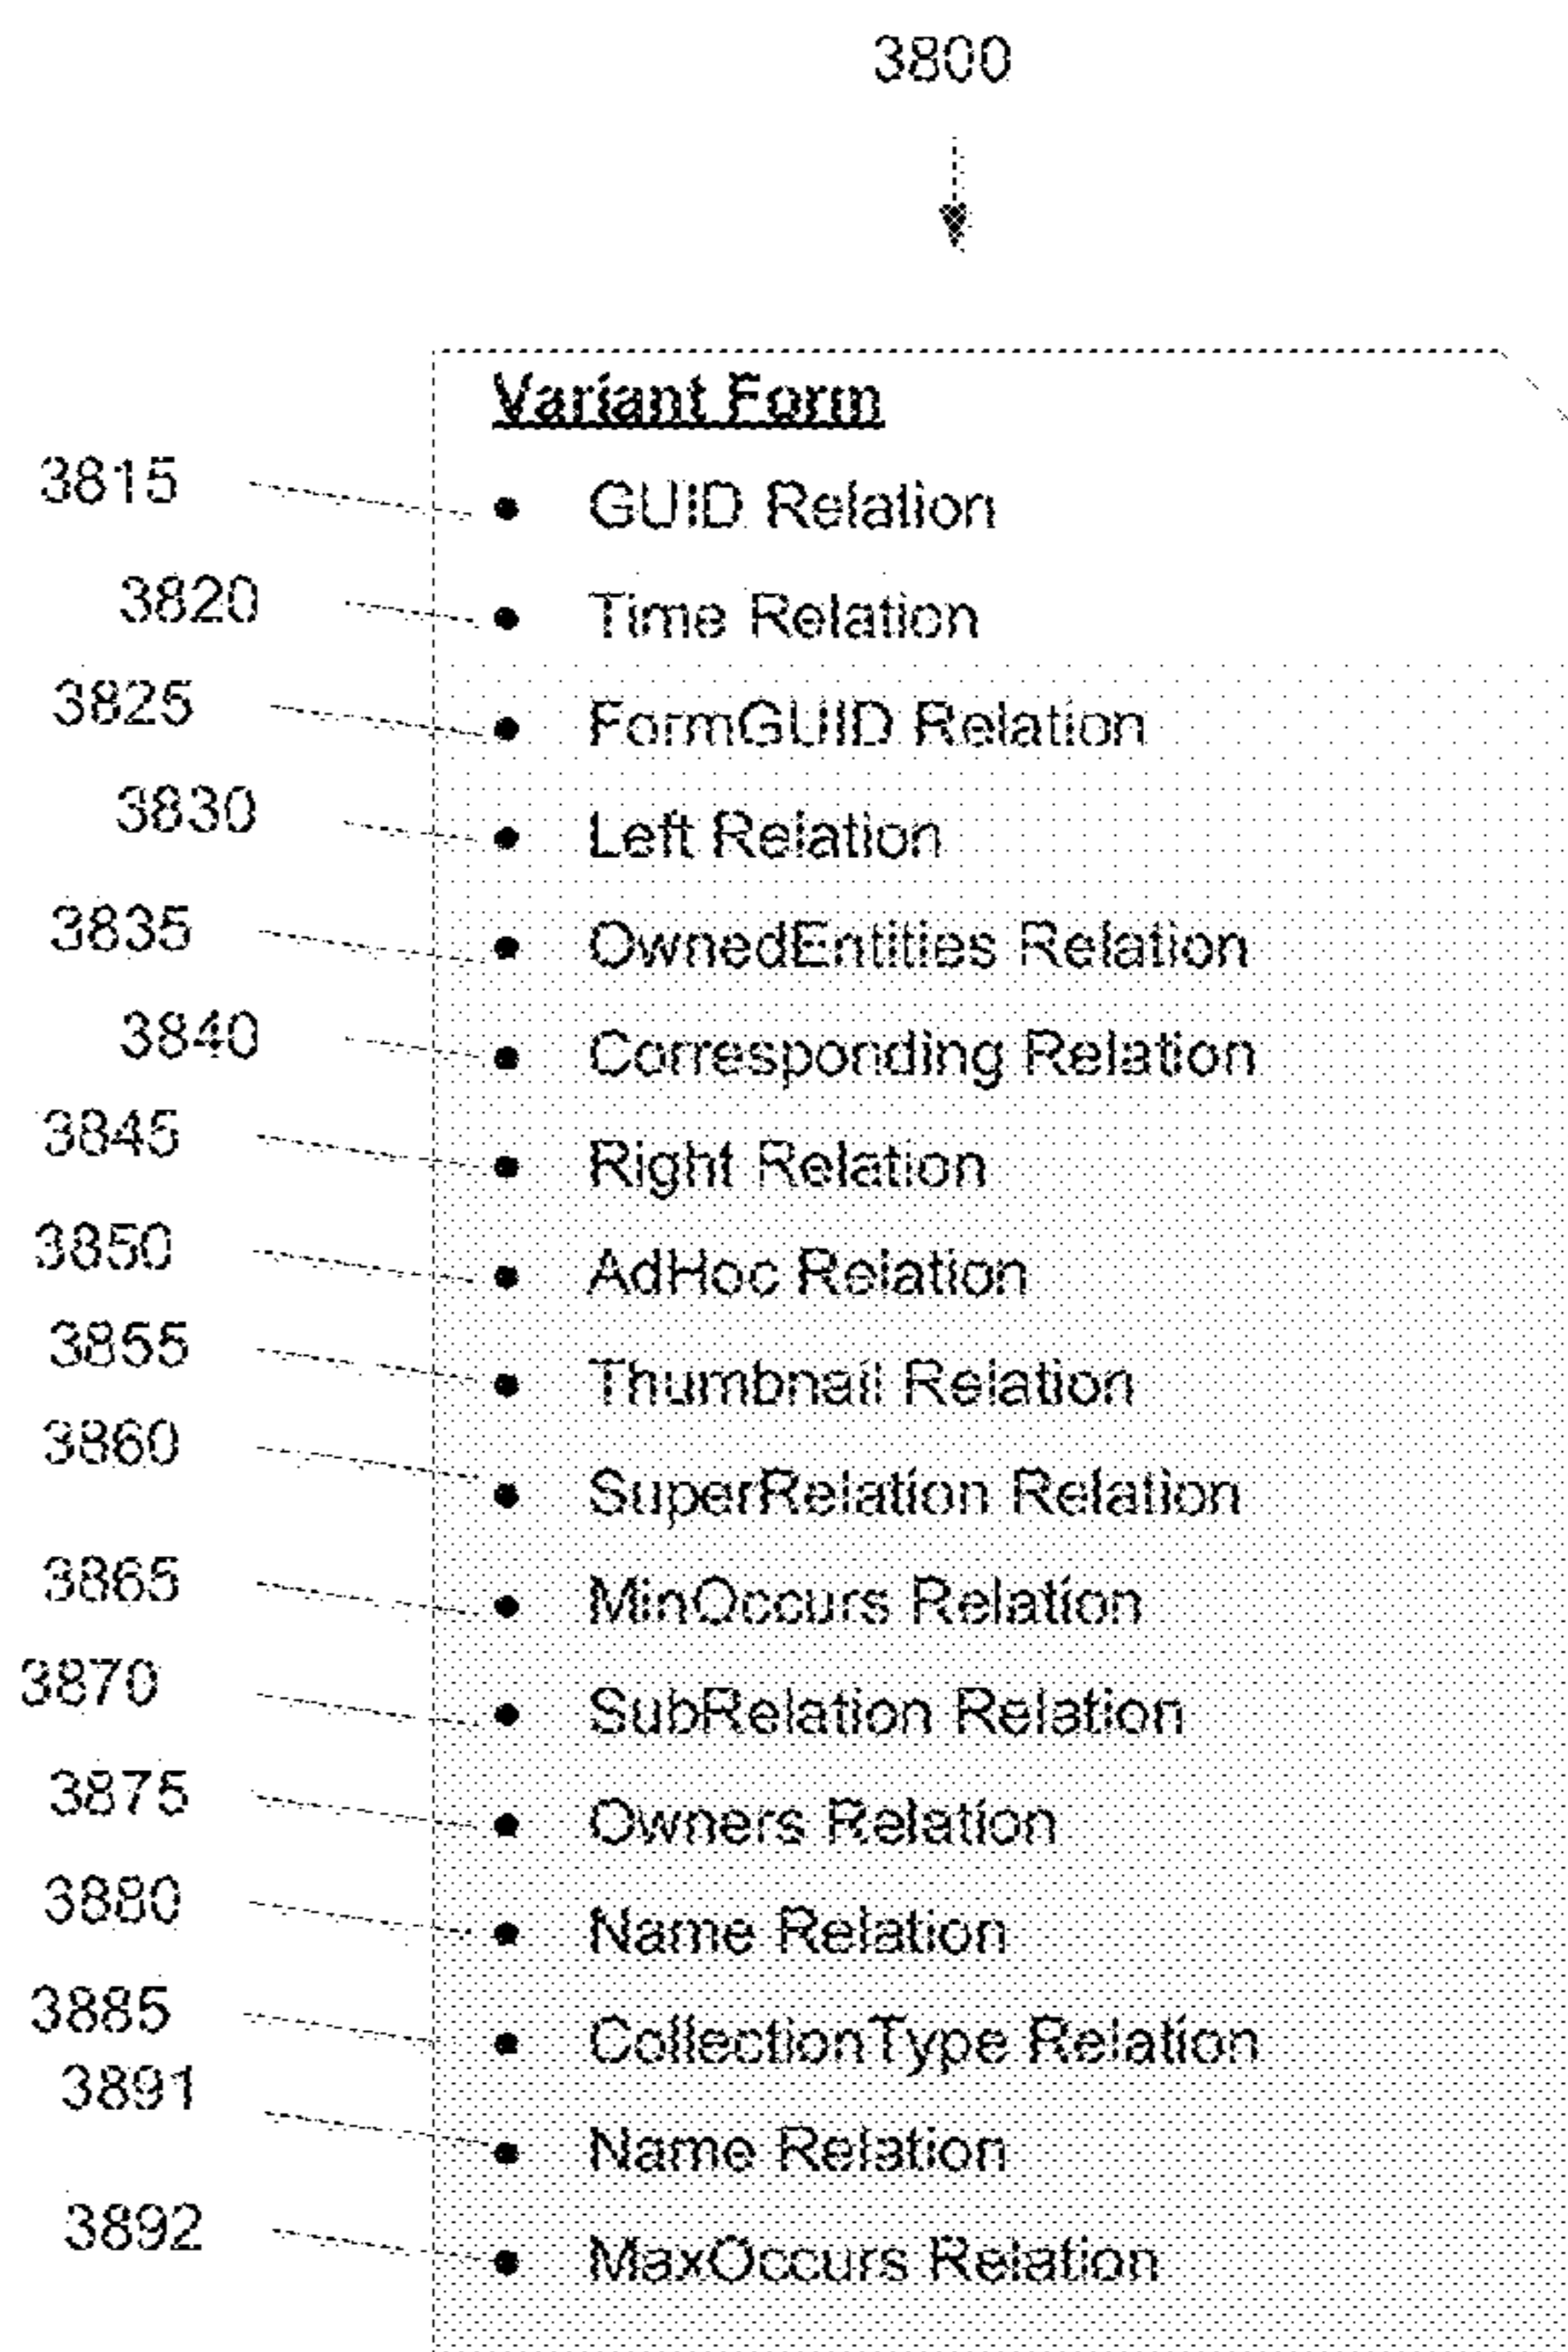 3800
Variant Form
3815 • GUID Relation
3820 • Time Relation
3825 • FormGUID Relation
3830 • Left Relation
3835 • OwnedEntities Relation
3840 • Corresponding Relation
3845 • Right Relation
3850 • AdHoc Relation
3855 • Thumbnail Relation
3860 • SuperRelation Relation
3865 • MinOccurs Relation
3870 • SubRelation Relation
3875 • Owners Relation
3880 • Name Relation
3885 • CollectionType Relation
3891 • Name Relation
3892 • MaxOccurs Relation